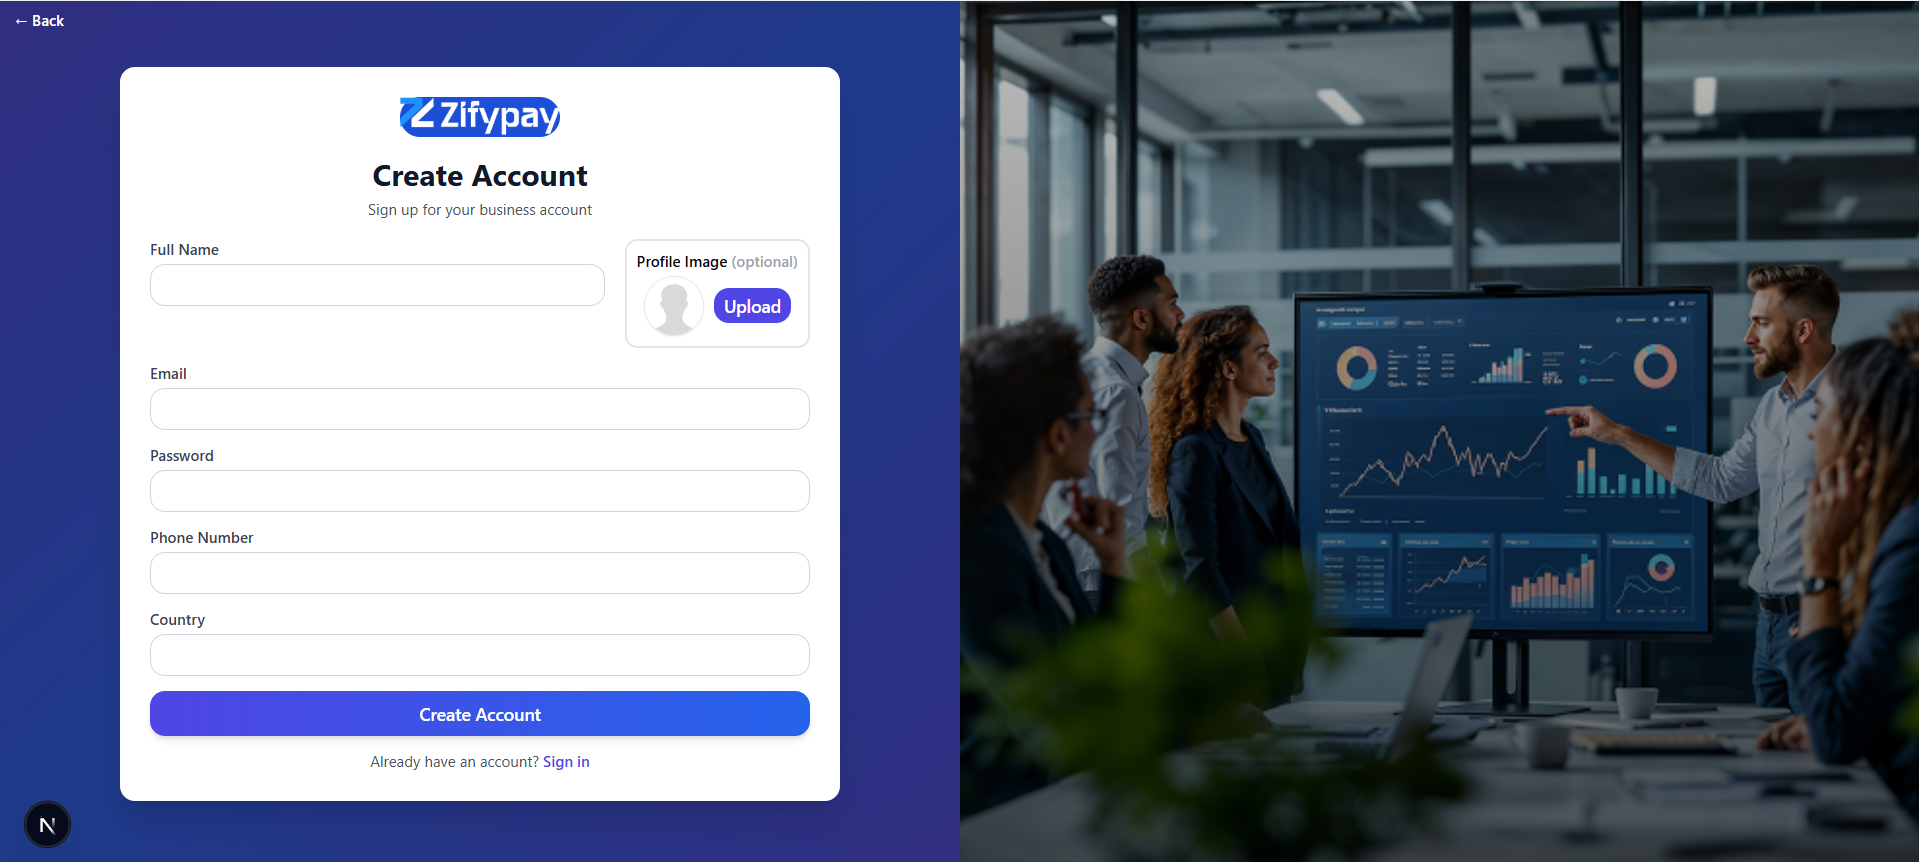 ← Back
Zifypay
Create Account
Sign up for your business account
Full Name
Profile Image (optional)
Upload
Email
Password
Phone Number
Country
Create Account
Already have an account? Sign in
N